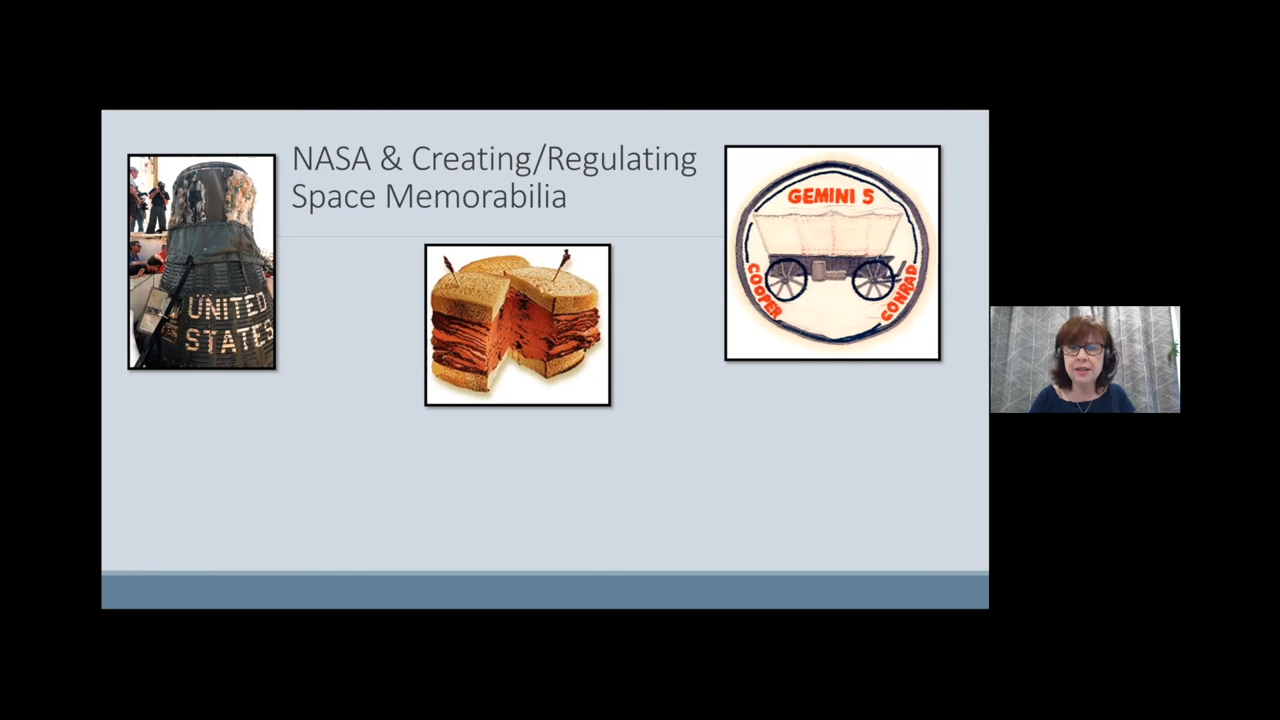 NASA & Creating/Regulating
Space Memorabilia
UNITED
STATES
GEMINI 5
COOPER
CONRAD